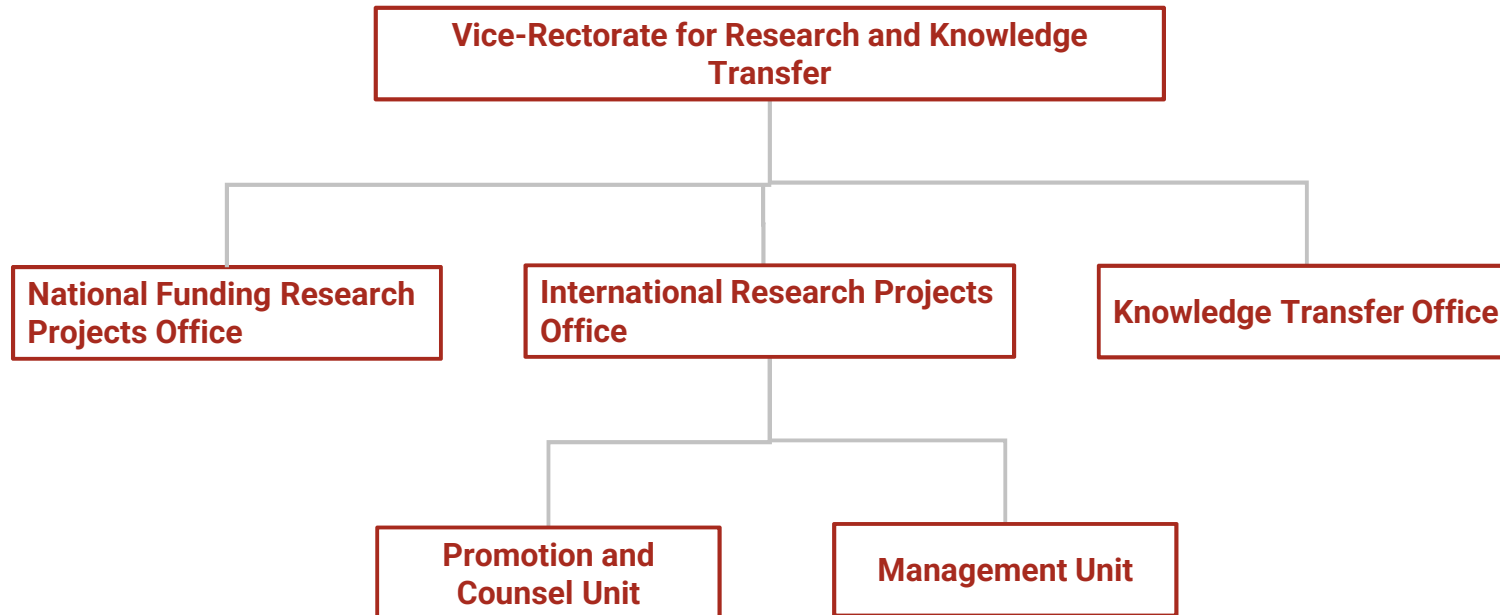 Vice-Rectorate for Research and Knowledge
Transfer
National Funding Research
Projects Office
International Research Projects
Office
Knowledge Transfer Office
Promotion and
Counsel Unit
Management Unit